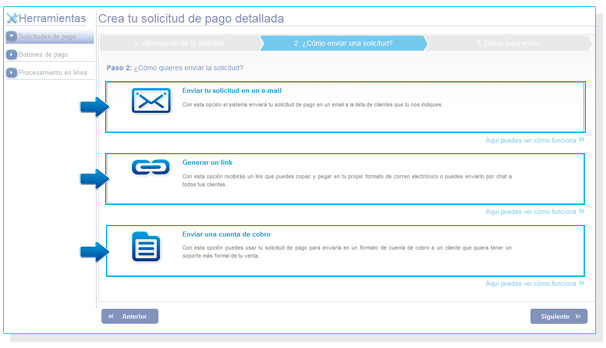 Herramientas
Crea tu solicitud de pago detallada
Solicitudes de pago
Botones de pago
Procesamiento en línea
1. Información de la solicitud
2. ¿Cómo enviar una solicitud?
3. Datos para envío
Paso 2: ¿Cómo quieres enviar la solicitud?
Enviar tu solicitud en un e-mail
Con esta opción el sistema enviará tu solicitud de pago en un email a la lista de clientes que tú nos indiques.
Aquí puedes ver cómo funciona »
Generar un link
Con esta opción recibirás un link que puedes copiar y pegar en tu propio formato de correo electrónico o puedes enviarlo por chat a
todos tus clientes.
Aquí puedes ver cómo funciona »
Enviar una cuenta de cobro
Con esta opción puedes usar tu solicitud de pago para enviarla en un formato de cuenta de cobro a un cliente que quiera tener un
soporte más formal de tu venta.
Aquí puedes ver cómo funciona »
« Anterior
Siguiente »